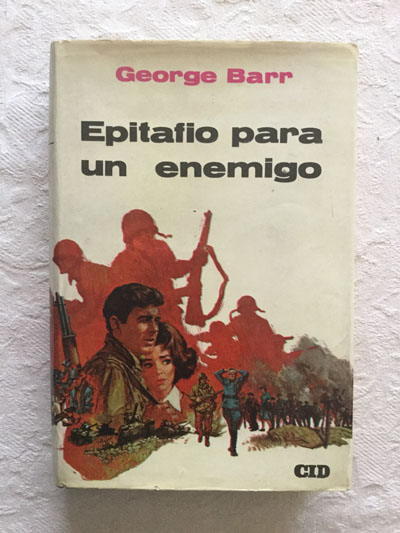 George Barr
Epitafio para
un enemigo
CID